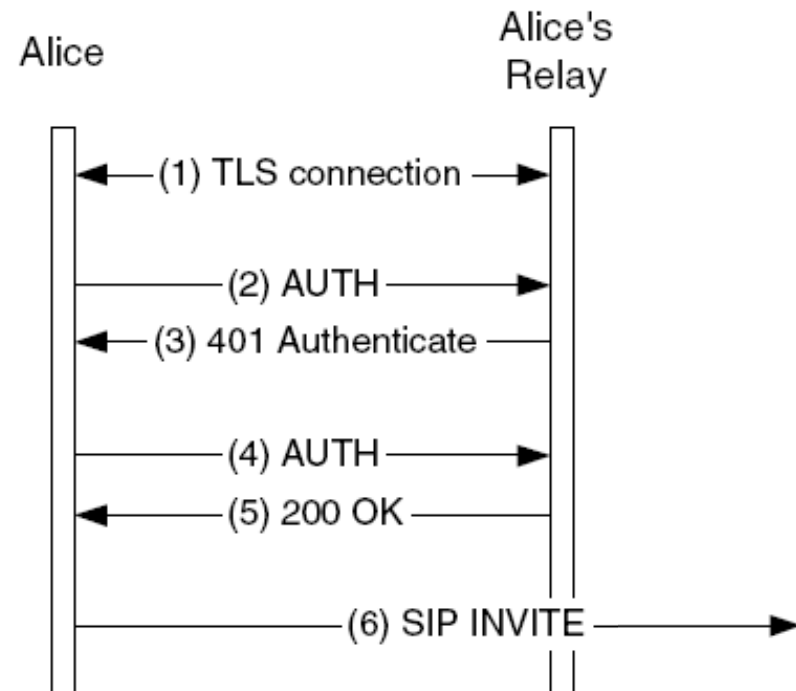 Alice
Alice's
Relay
(1) TLS connection
(2) AUTH
(3) 401 Authenticate
(4) AUTH
(5) 200 OK
(6) SIP INVITE